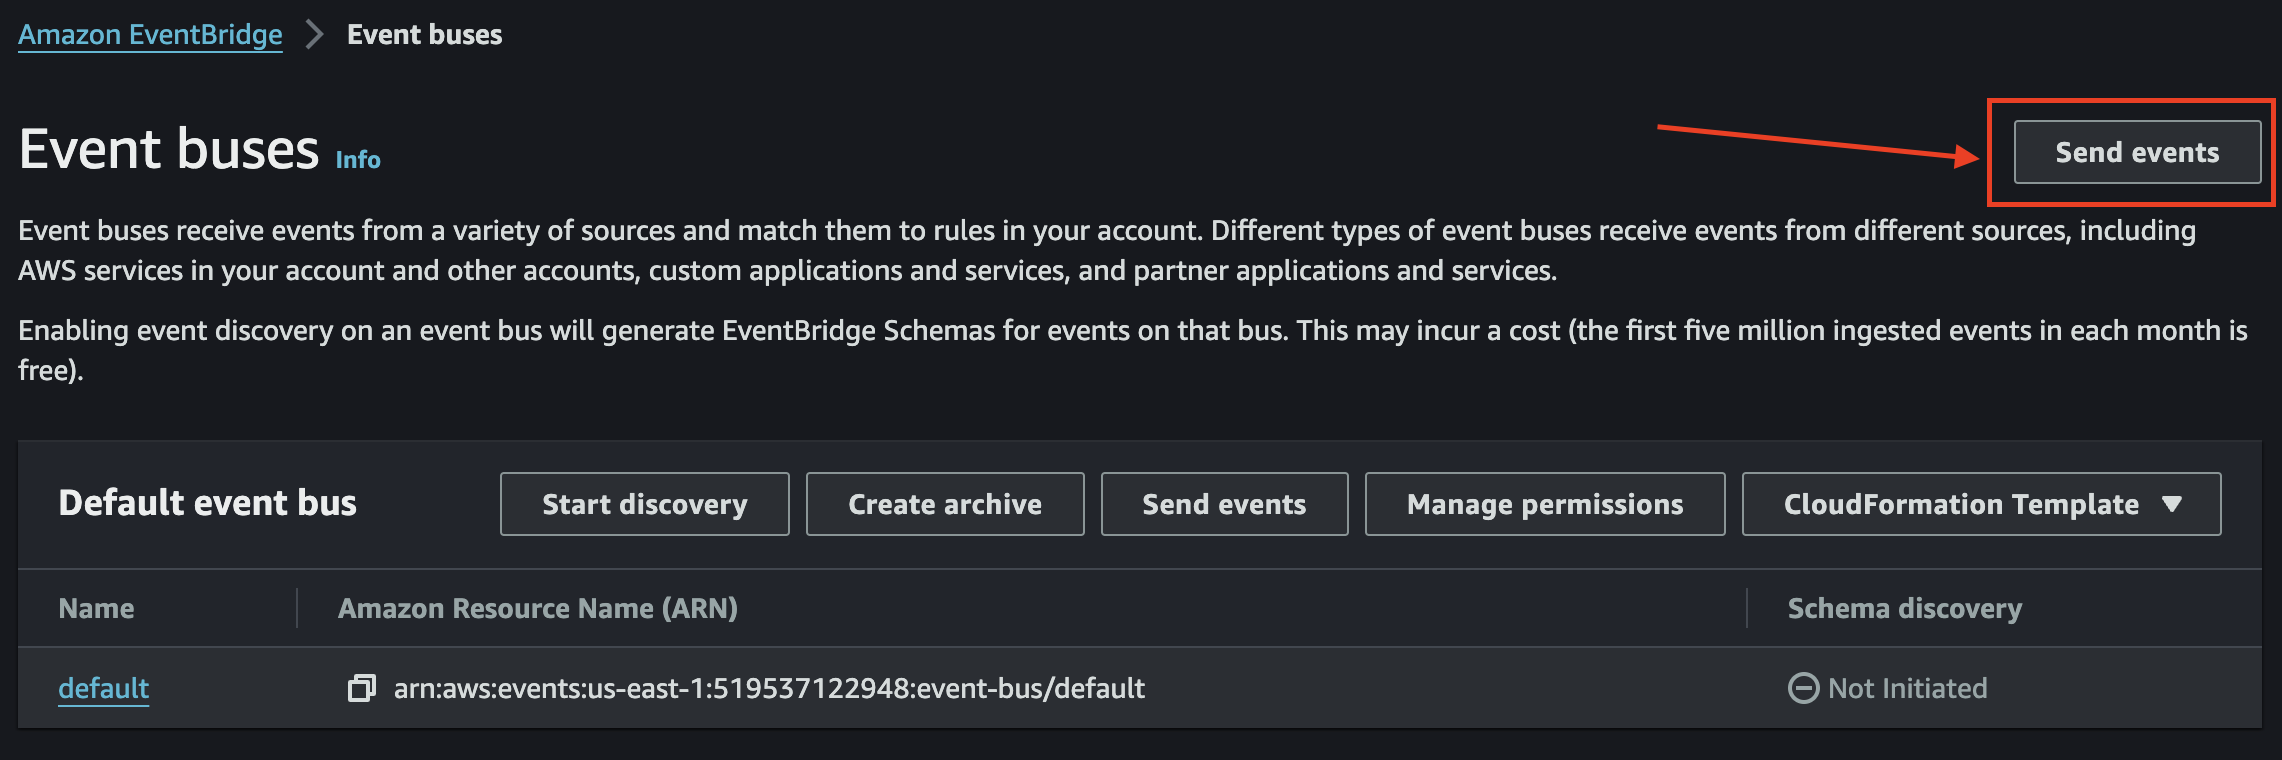 Amazon EventBridge > Event buses
Event buses Info
Send events
Event buses receive events from a variety of sources and match them to rules in your account. Different types of event buses receive events from different sources, including
AWS services in your account and other accounts, custom applications and services, and partner applications and services.
Enabling event discovery on an event bus will generate EventBridge Schemas for events on that bus. This may incur a cost (the first five million ingested events in each month is
free).
Default event bus
Start discovery
Create archive
Send events
Manage permissions
CloudFormation Template
Name
Amazon Resource Name (ARN)
Schema discovery
default
arn:aws:events:us-east-1:519537122948:event-bus/default
Not Initiated